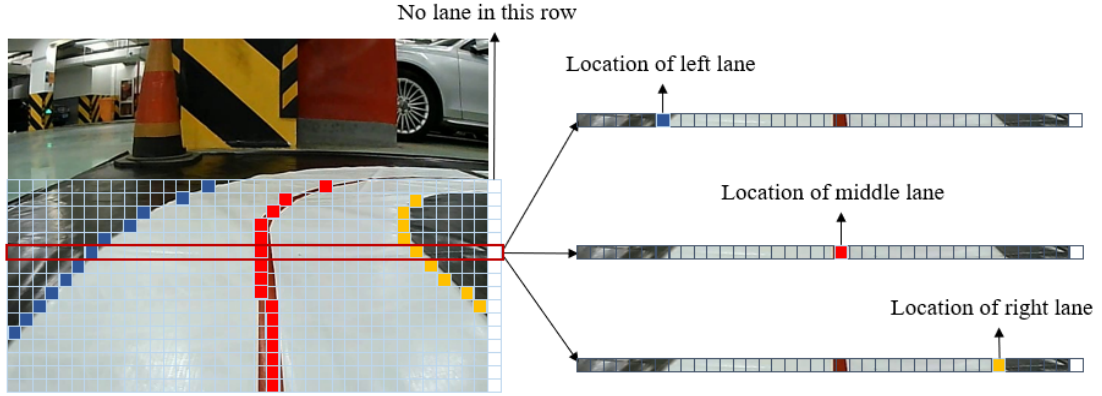 No lane in this row
Location of left lane
Location of middle lane
Location of right lane